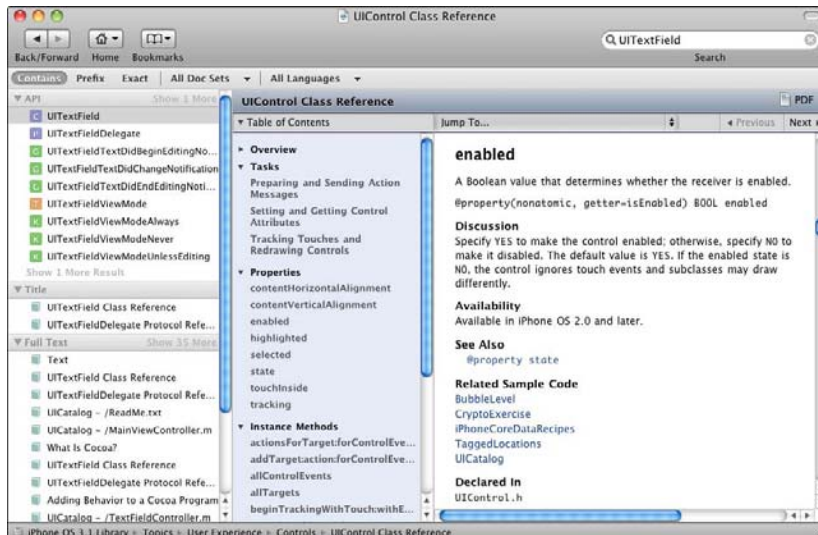 UIControl Class Reference
UITextField
Back/Forward Home Bookmarks
Search
Contains Prefix Exact All Doc Sets All Languages
API Show 1 More
UITextField
UITextFieldDelegate
UITextFieldTextDidBeginEditingNo...
UITextFieldTextDidChangeNotification
UITextFieldTextDidEndEditingNoti...
UITextFieldViewMode
UITextFieldViewModeAlways
UITextFieldViewModeNever
UITextFieldViewModeUnlessEditing
Show 1 More Result
Title
UITextField Class Reference
UITextFieldDelegate Protocol Refe...
Full Text Show 35 More
Text
UITextField Class Reference
UITextFieldDelegate Protocol Refe...
UICatalog – /ReadMe.txt
UICatalog – /MainViewController.m
What Is Cocoa?
UITextField Class Reference
UITextFieldDelegate Protocol Refe...
Adding Behavior to a Cocoa Program
UICatalog – /TextFieldController.m
UIControl Class Reference PDF
Table of Contents
Jump To... Previous Next
Overview
Tasks
Preparing and Sending Action
Messages
Setting and Getting Control
Attributes
Tracking Touches and
Redrawing Controls
Properties
contentHorizontalAlignment
contentVerticalAlignment
enabled
highlighted
selected
state
touchInside
tracking
Instance Methods
actionsForTarget:forControlEve...
addTarget:action:forControlEve...
allControlEvents
allTargets
beginTrackingWithTouch:withE...
enabled
A Boolean value that determines whether the receiver is enabled.
@property(nonatomic, getter=isEnabled) BOOL enabled
Discussion
Specify YES to make the control enabled; otherwise, specify NO to
make it disabled. The default value is YES. If the enabled state is
NO, the control ignores touch events and subclasses may draw
differently.
Availability
Available in iPhone OS 2.0 and later.
See Also
@property state
Related Sample Code
BubbleLevel
CryptoExercise
iPhoneCoreDataRecipes
TaggedLocations
UICatalog
Declared In
UIControl.h
iPhone OS 3.1 Library Topics User Experience Controls UIControl Class Reference